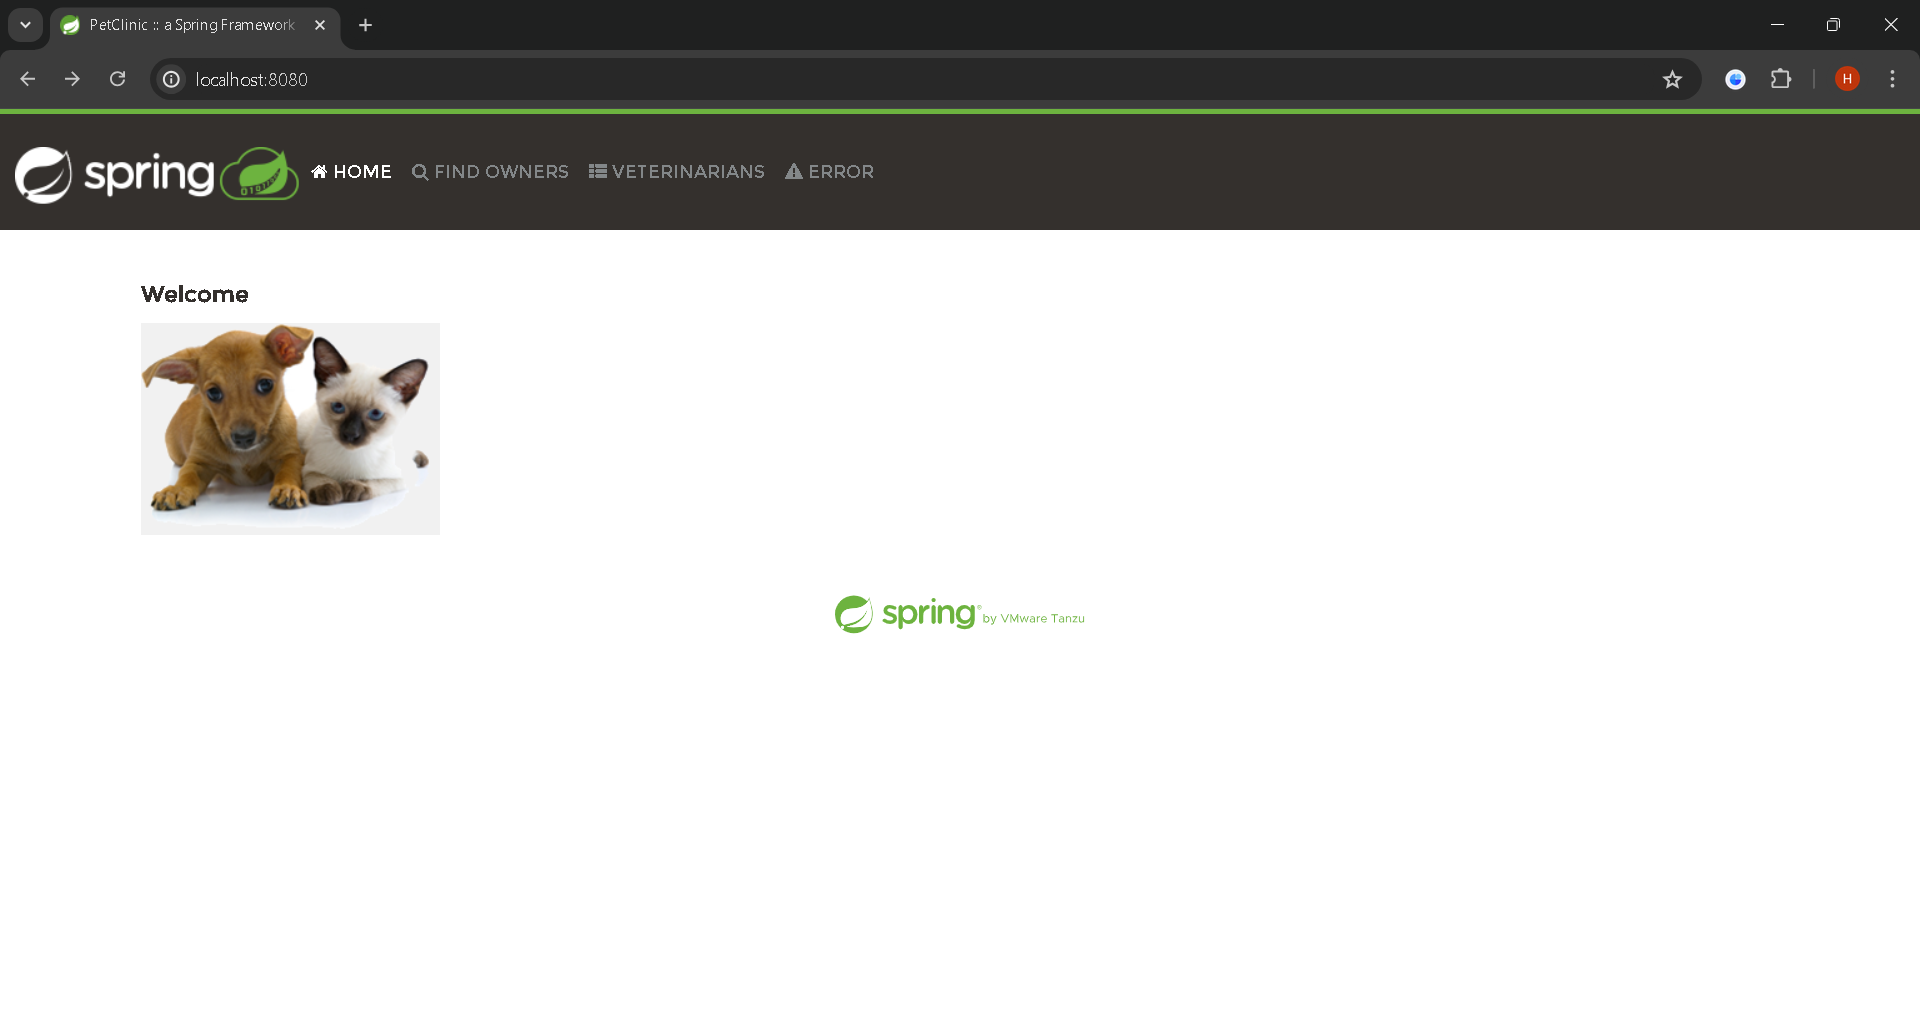 PetClinic :: a Spring Framework
localhost:8080
spring
HOME
FIND OWNERS
VETERINARIANS
ERROR
Welcome
spring by VMware Tanzu
H